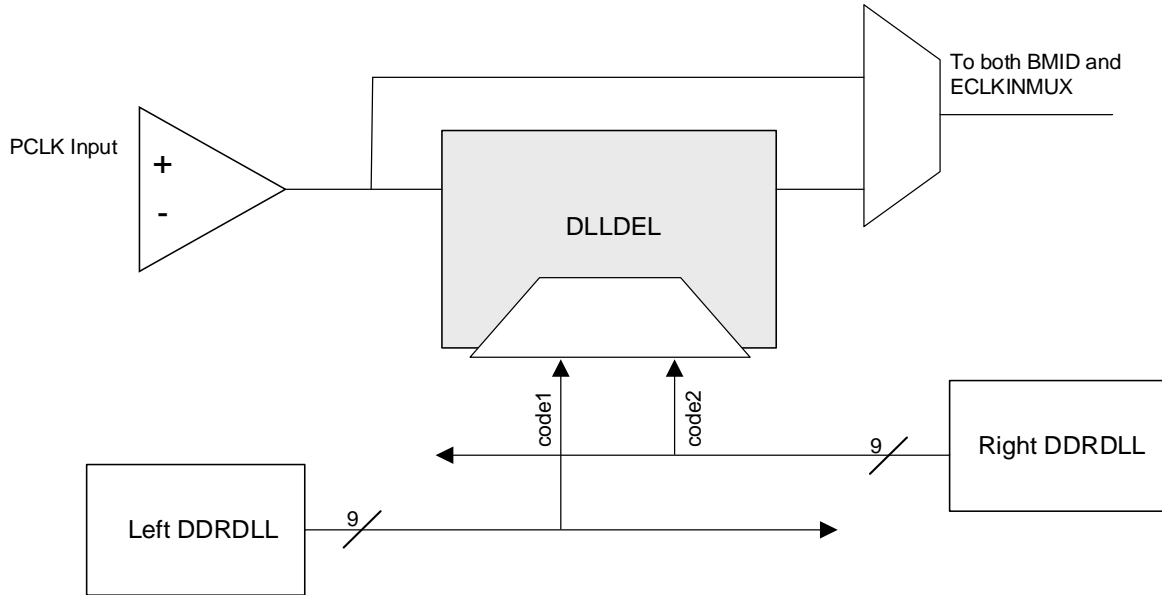 To both BMID and
ECLKINMUX
PCLK Input
+
-
DLLDEL
code1
code2
9
Right DDRDLL
9
Left DDRDLL